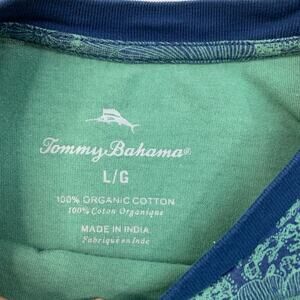 Tommy Bahama®
L/G
100% ORGANIC COTTON
100% Coton Organique
MADE IN INDIA
Fabriqué en Inde